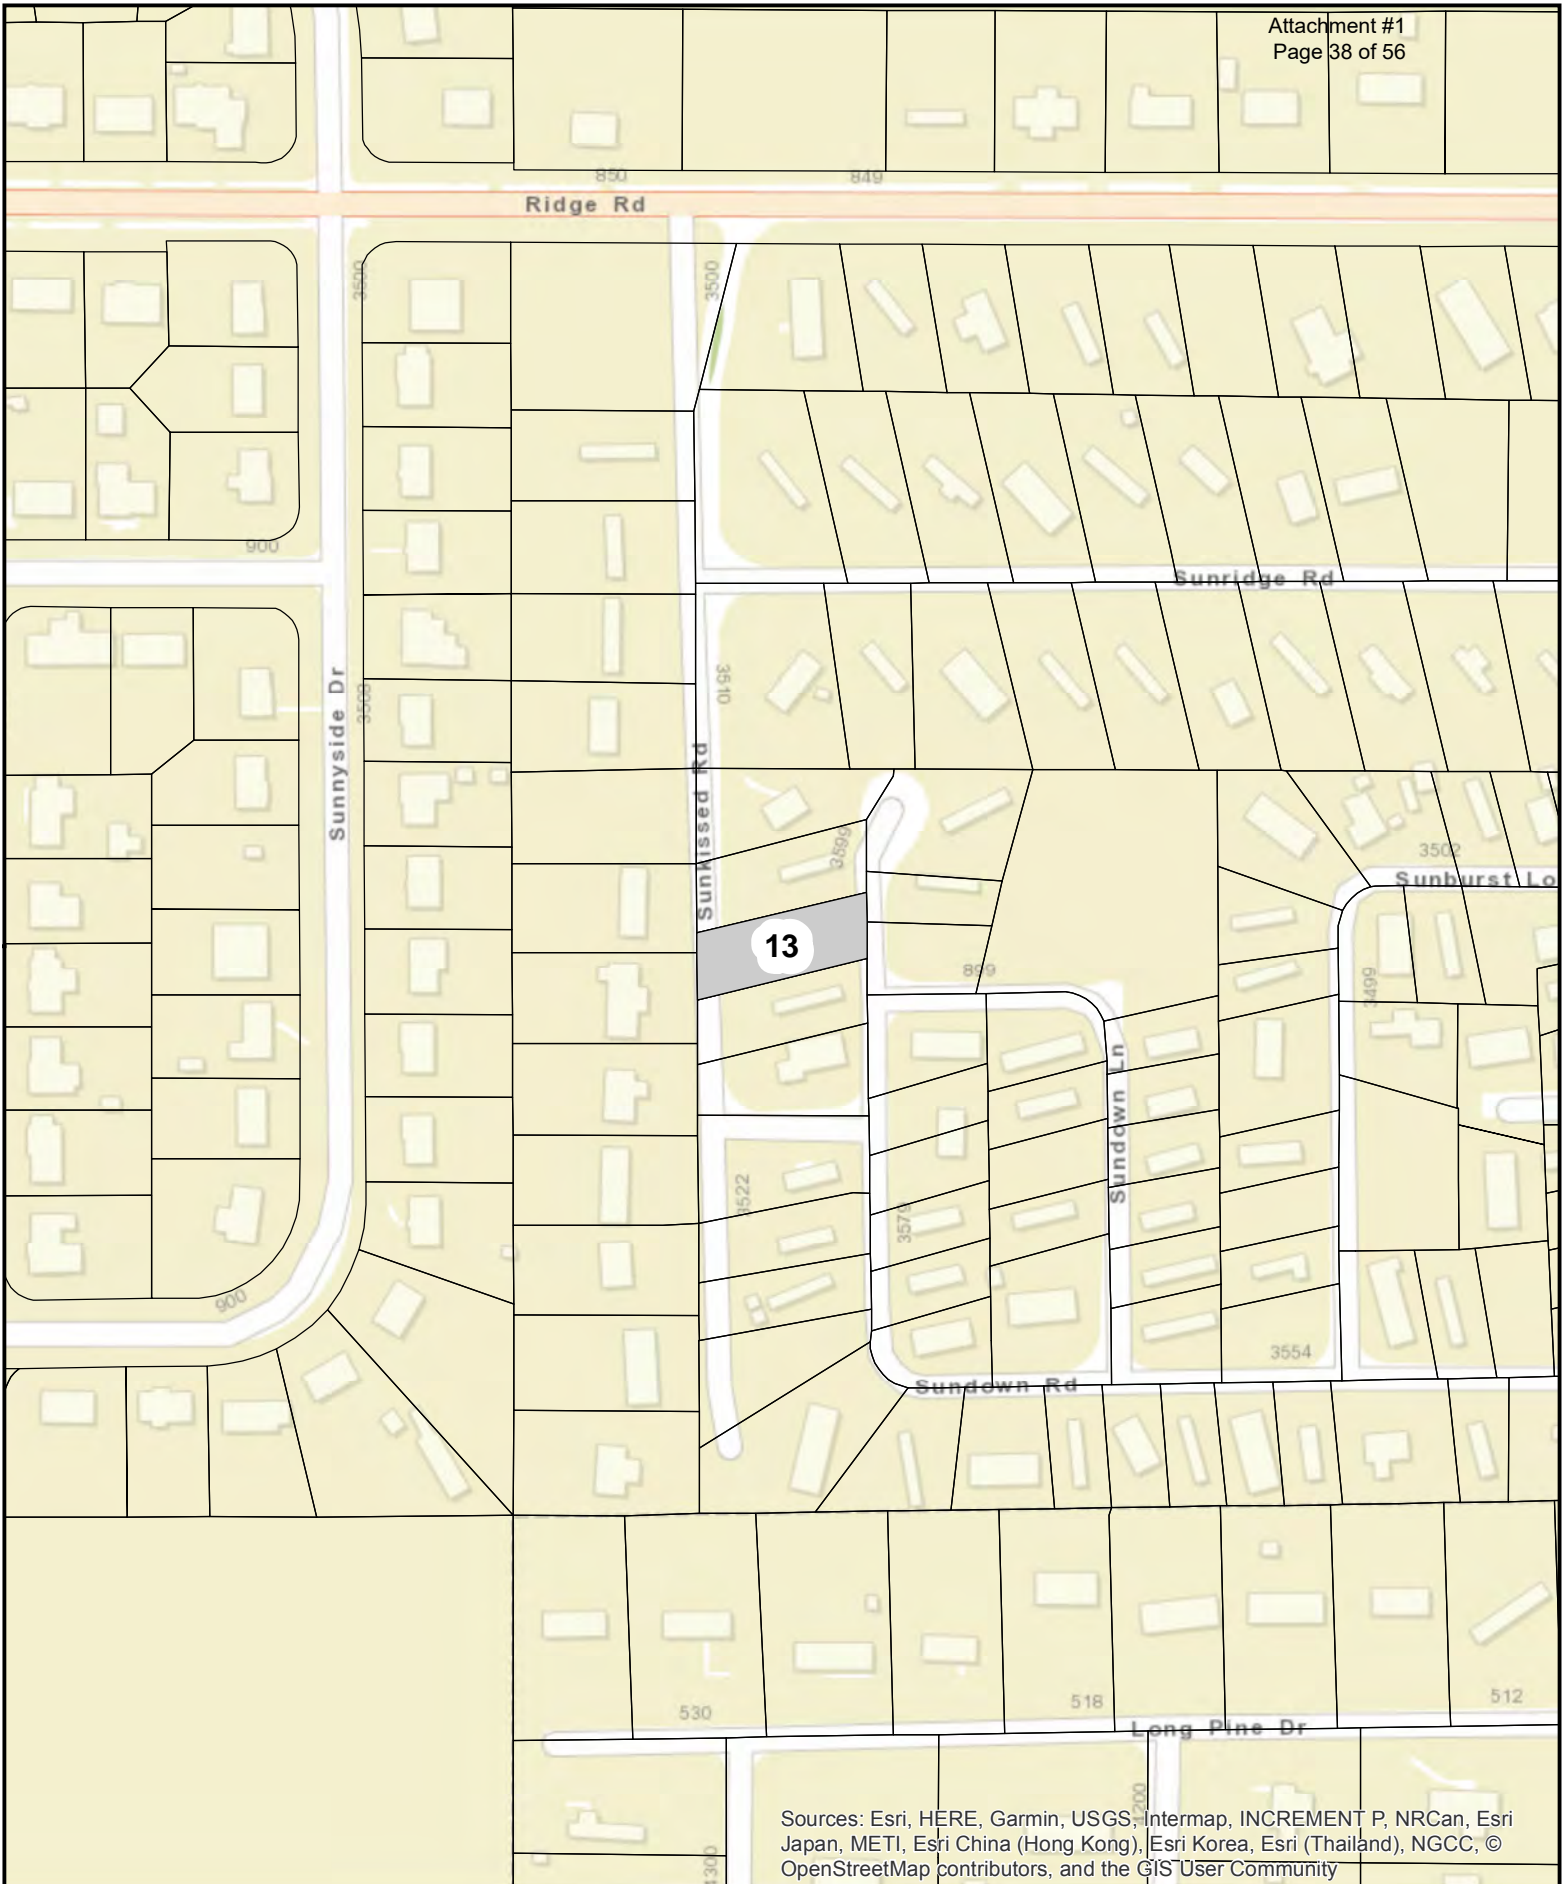 Attachment #1
Page 38 of 56
850
849
Ridge Rd
3500
3500
900
Sunridge Rd
3510
Sunnyside Dr
3500
Sunkissed Rd
3599
3502
Sunburst Lo
13
899
3499
Sundown Ln
3522
3579
900
3554
Sundown Rd
530
518
512
Long Pine Dr
1200
1300
Sources: Esri, HERE, Garmin, USGS, Intermap, INCREMENT P, NRCan, Esri
Japan, METI, Esri China (Hong Kong), Esri Korea, Esri (Thailand), NGCC, ©
OpenStreetMap contributors, and the GIS User Community